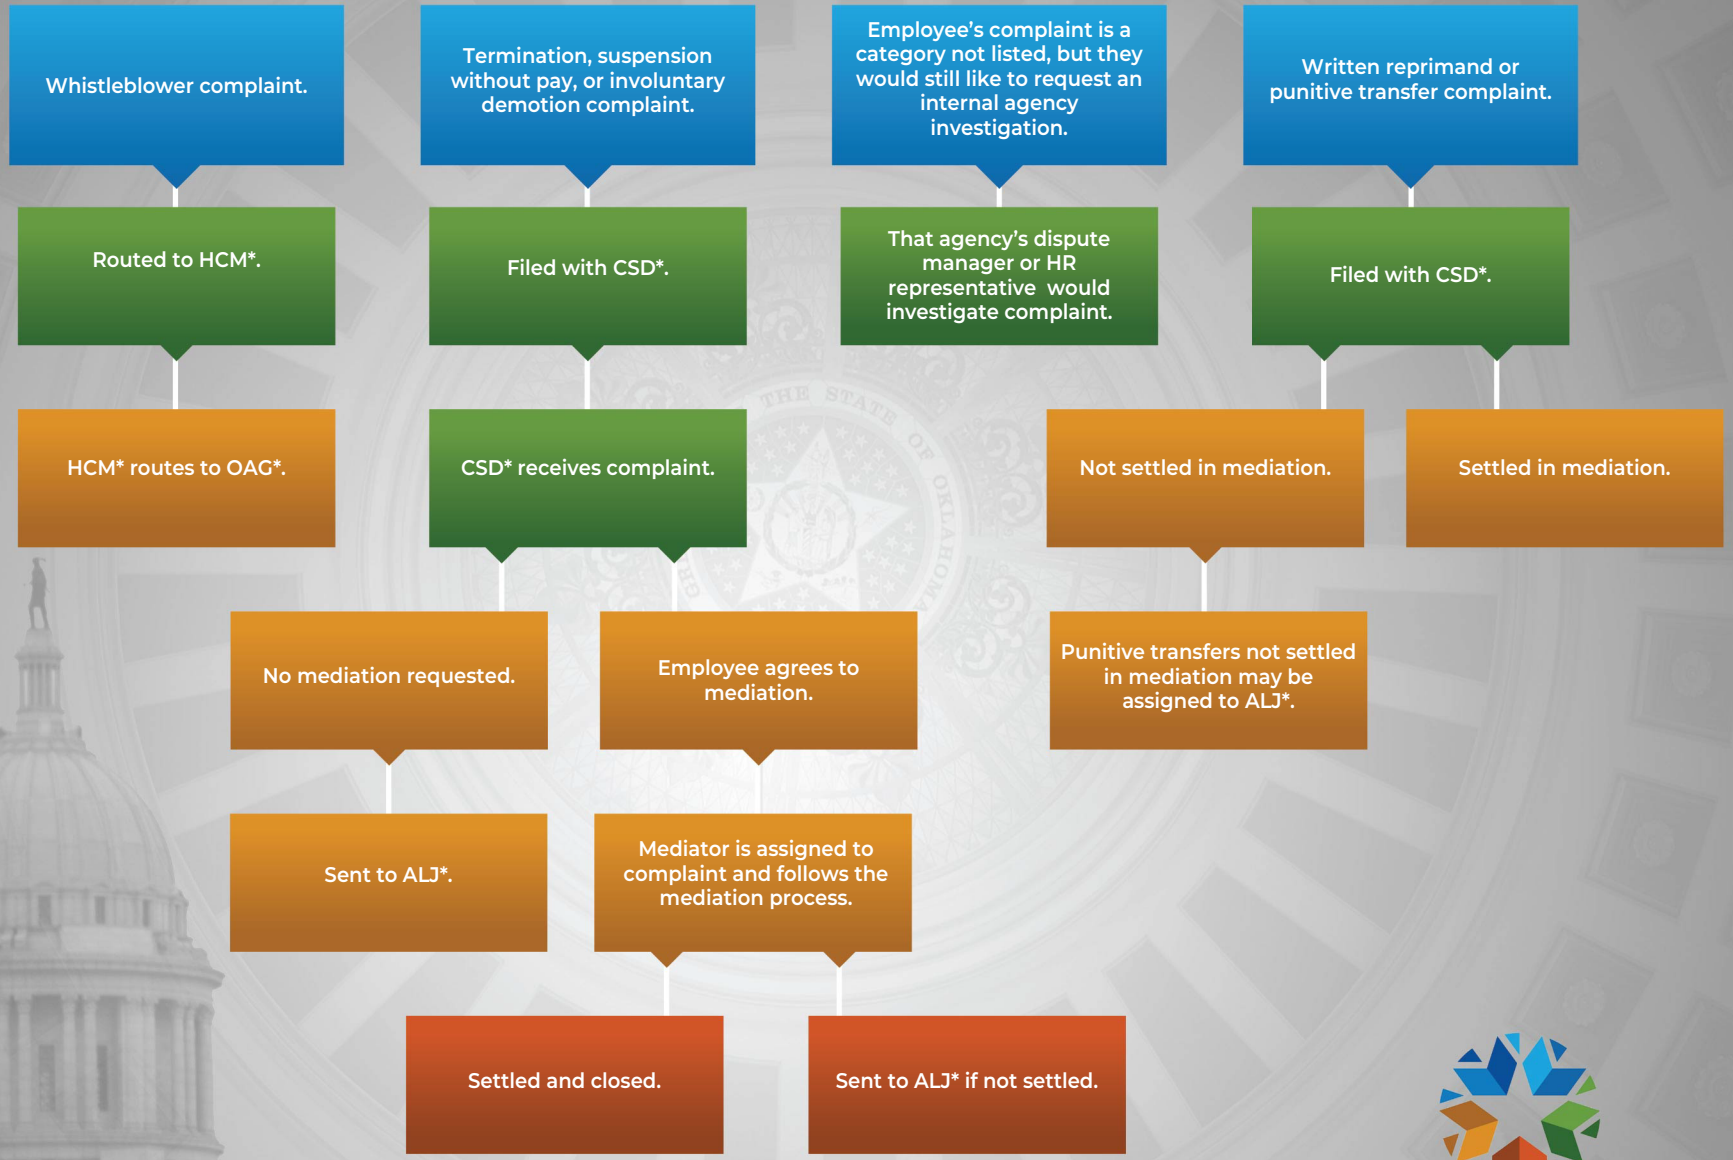 Whistleblower complaint.
Termination, suspension
without pay, or involuntary
demotion complaint.
Employee’s complaint is a
category not listed, but they
would still like to request an
internal agency
investigation.
Written reprimand or
punitive transfer complaint.
Routed to HCM*.
Filed with CSD*.
That agency’s dispute
manager or HR
representative would
investigate complaint.
Filed with CSD*.
HCM* routes to OAG*.
CSD* receives complaint.
Not settled in mediation.
Settled in mediation.
THE STATE OF OKLAHOMA
No mediation requested.
Employee agrees to
mediation.
Punitive transfers not settled
in mediation may be
assigned to ALJ*.
Sent to ALJ*.
Mediator is assigned to
complaint and follows the
mediation process.
Settled and closed.
Sent to ALJ* if not settled.